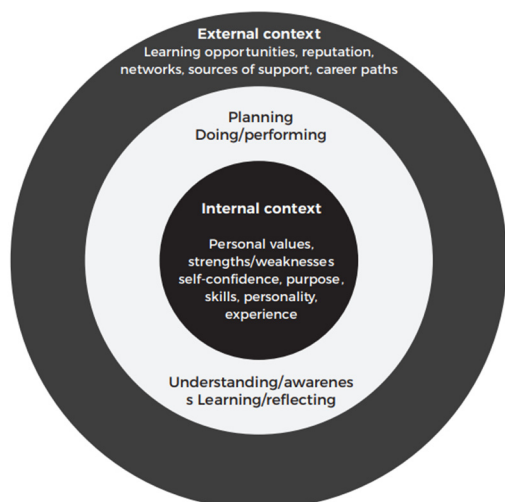 External context
Learning opportunities, reputation,
networks, sources of support, career paths
Planning
Doing/performing
Internal context
Personal values,
strengths/weaknesses
self-confidence, purpose,
skills, personality,
experience
Understanding/awarenes
s Learning/reflecting